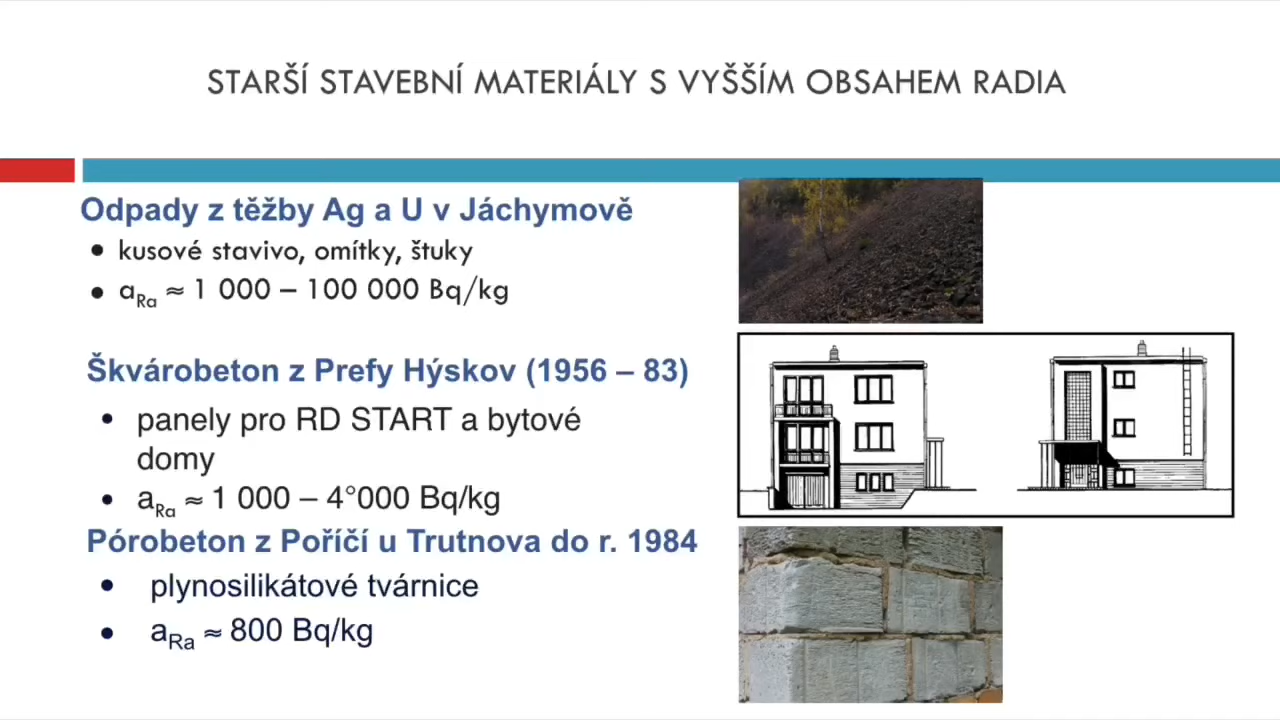 STARŠÍ STAVEBNÍ MATERIÁLY S VYŠŠÍM OBSAHEM RADIA
Odpady z těžby Ag a U v Jáchymově
• kusové stavivo, omítky, štuky
• aRa ≈ 1 000 – 100 000 Bq/kg
Škvárobeton z Prefy Hýskov (1956 – 83)
• panely pro RD START a bytové
domy
• aRa ≈ 1 000 – 4°000 Bq/kg
Pórobeton z Poříčí u Trutnova do r. 1984
• plynosilikátové tvárnice
• aRa ≈ 800 Bq/kg